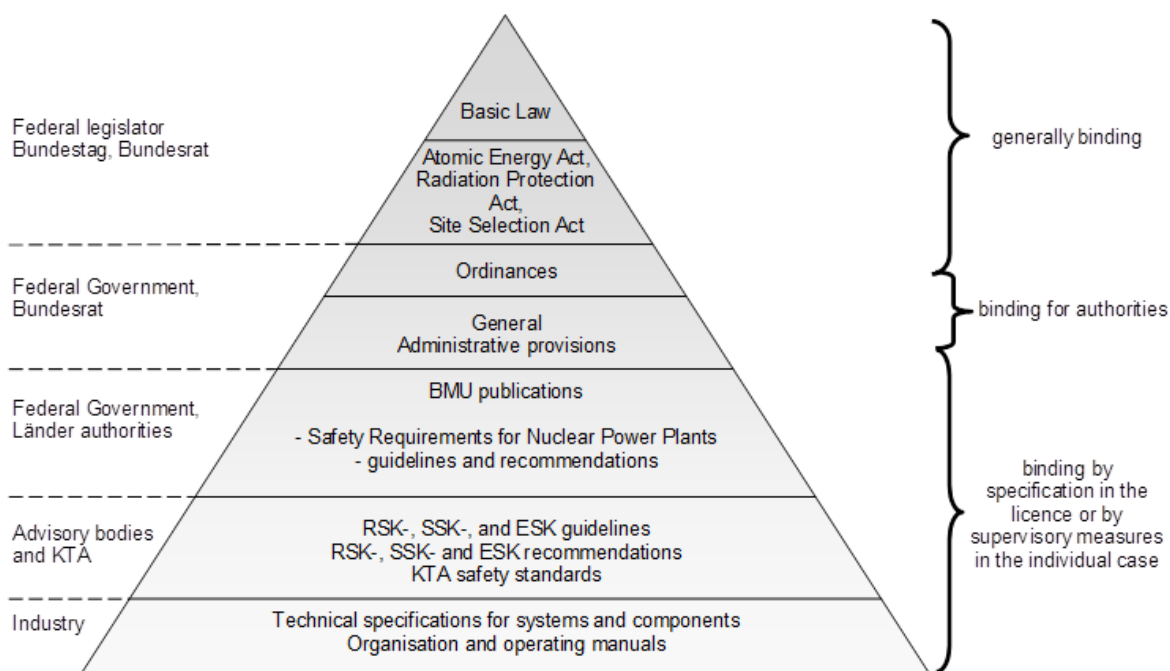 Basic Law
Federal legislator
Bundestag, Bundesrat
generally binding
Atomic Energy Act,
Radiation Protection
Act,
Site Selection Act
Ordinances
Federal Government,
Bundesrat
binding for authorities
General
Administrative provisions
BMU publications
Federal Government,
Länder authorities
- Safety Requirements for Nuclear Power Plants
- guidelines and recommendations
binding by
specification in the
licence or by
supervisory measures
in the individual case
Advisory bodies
and KTA
RSK-, SSK-, and ESK guidelines
RSK-, SSK- and ESK recommendations
KTA safety standards
Industry
Technical specifications for systems and components
Organisation and operating manuals